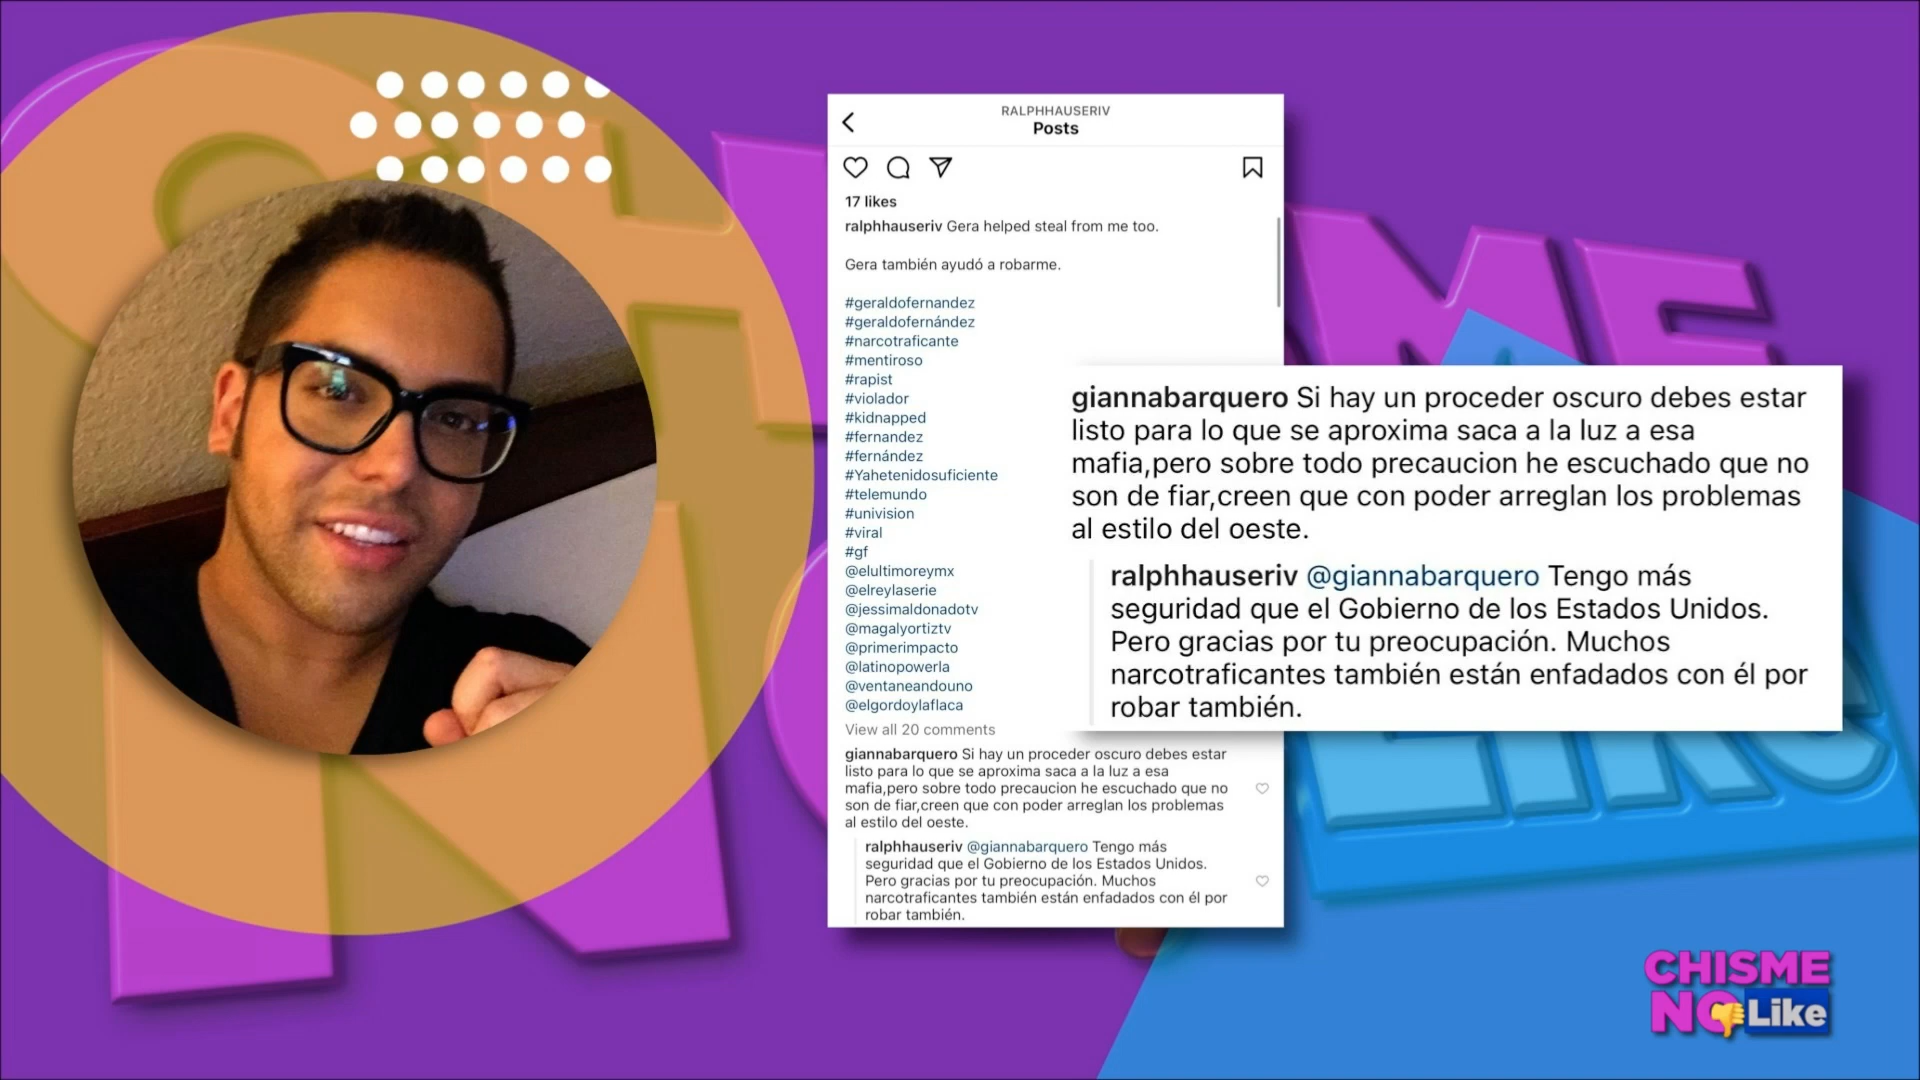 RALPHHAUSERIV
Posts
17 likes
ralphhauseriv Gera helped steal from me too.
Gera también ayudó a robarme.
#geraldofernandez
#geraldofernández
#narcotraficante
#mentiroso
#rapist
#violador
#kidnapped
#fernandez
#fernández
#Yahetenidosuficiente
#telemundo
#univision
#viral
#gf
@elultimoreymx
@elreylaserie
@jessimaldonadotv
@magalyortiztv
@primerimpacto
@latinopowerla
@ventaneandouno
@elgordoylaflaca
View all 20 comments
giannabarquero Si hay un proceder oscuro debes estar
listo para lo que se aproxima saca a la luz a esa
mafia,pero sobre todo precaucion he escuchado que no
son de fiar,creen que con poder arreglan los problemas
al estilo del oeste.
ralphhauseriv @giannabarquero Tengo más
seguridad que el Gobierno de los Estados Unidos.
Pero gracias por tu preocupación. Muchos
narcotraficantes también están enfadados con él por
robar también.
giannabarquero Si hay un proceder oscuro debes estar
listo para lo que se aproxima saca a la luz a esa
mafia,pero sobre todo precaucion he escuchado que no
son de fiar,creen que con poder arreglan los problemas
al estilo del oeste.
ralphhauseriv @giannabarquero Tengo más
seguridad que el Gobierno de los Estados Unidos.
Pero gracias por tu preocupación. Muchos
narcotraficantes también están enfadados con él por
robar también.
CHISME
NO Like